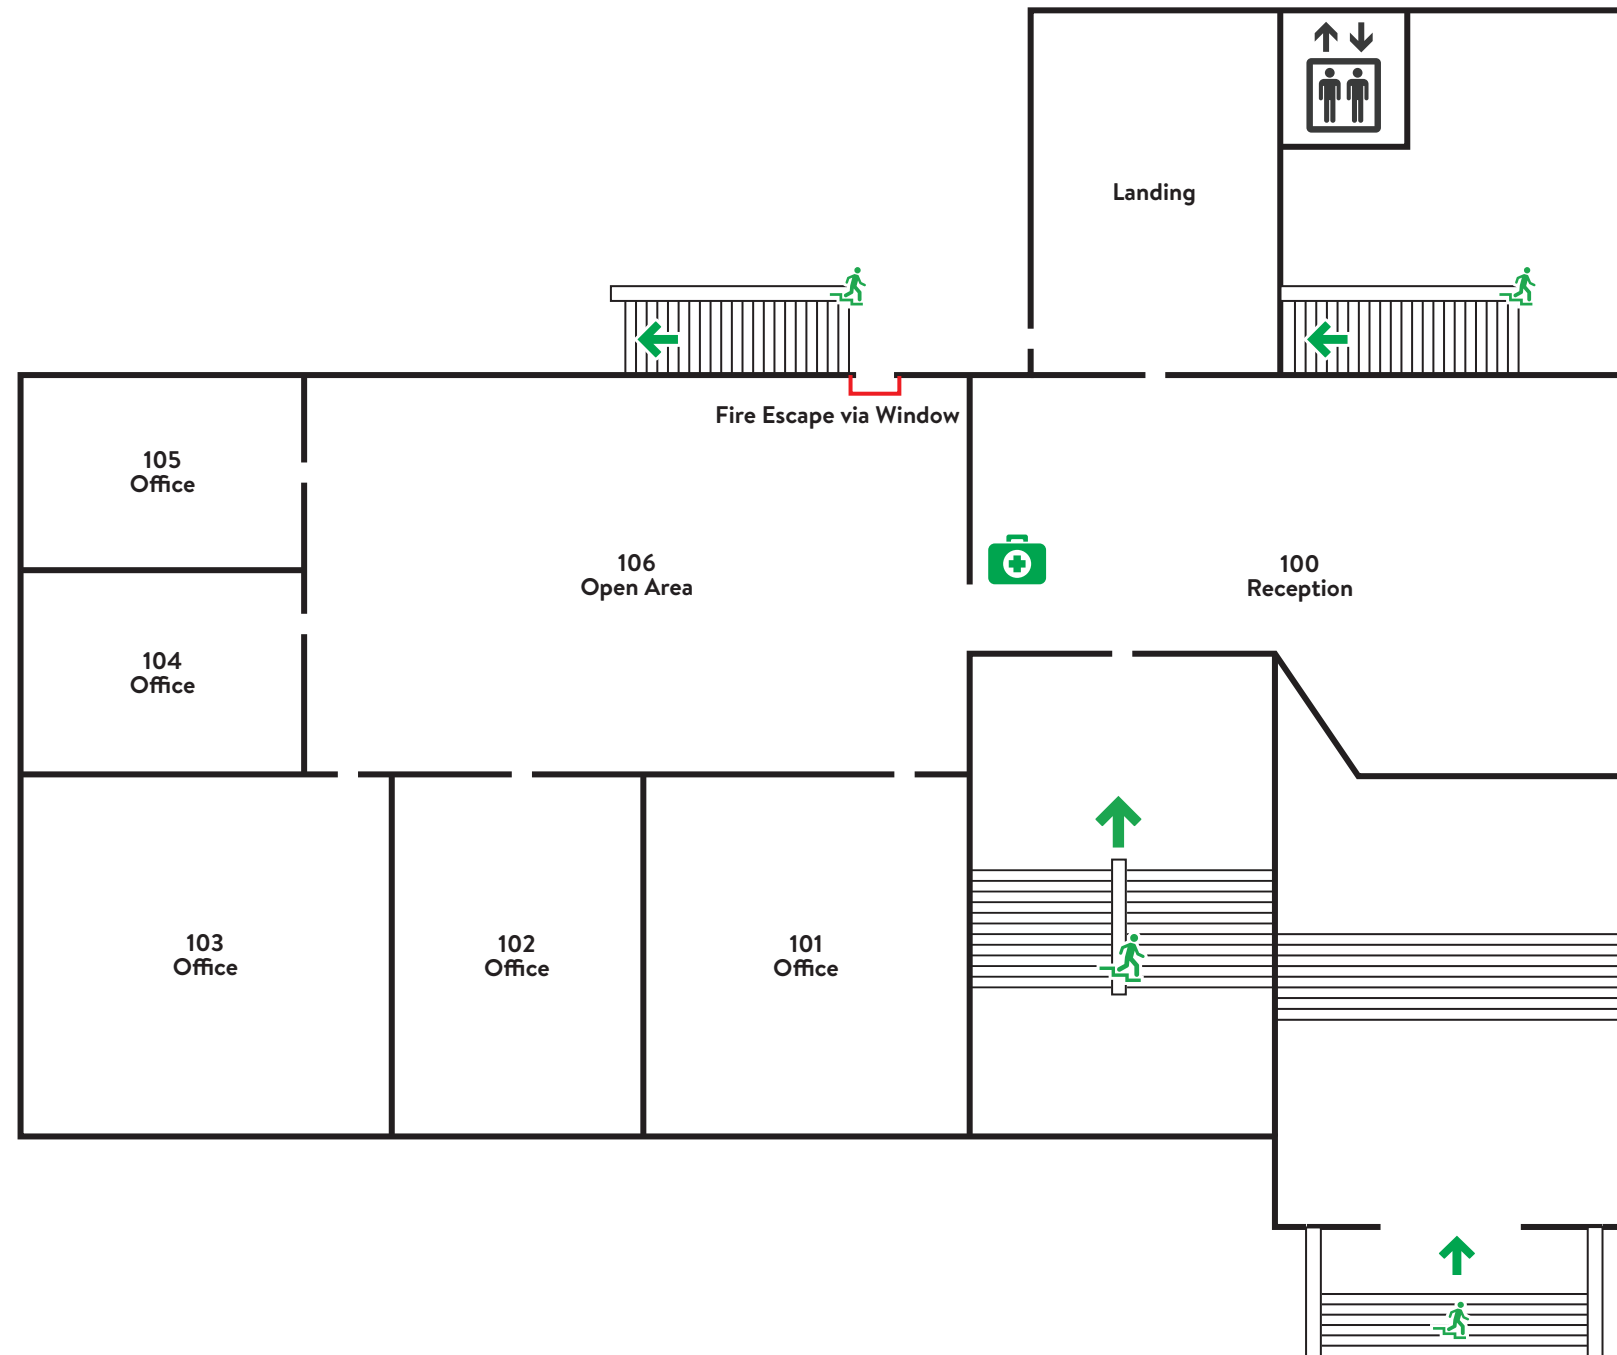 Landing
Fire Escape via Window
105
Office
106
Open Area
100
Reception
104
Office
103
Office
102
Office
101
Office